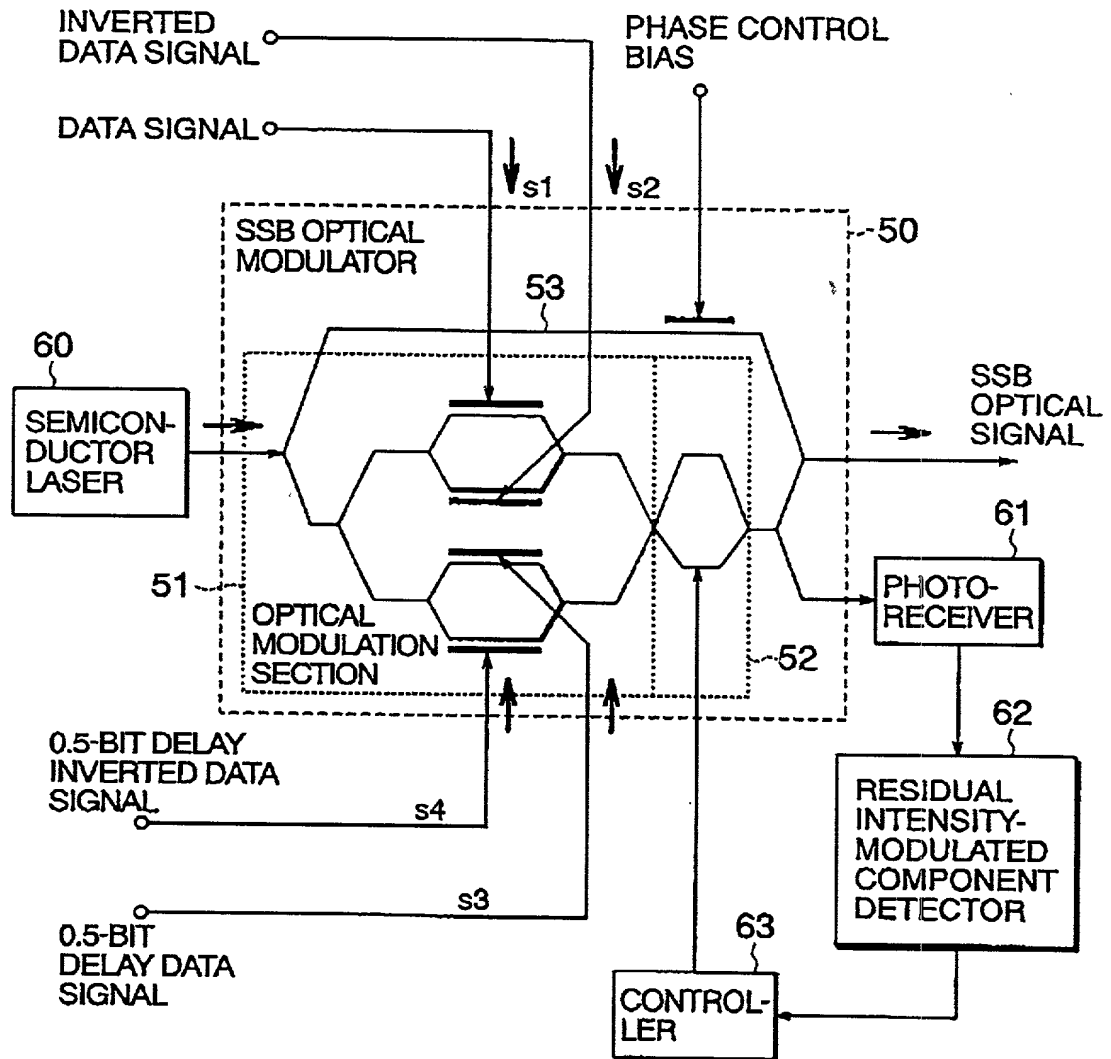 INVERTED
DATA SIGNAL
PHASE CONTROL
BIAS
DATA SIGNAL
s1
s2
SSB OPTICAL
MODULATOR
50
53
60
SEMICON-
DUCTOR
LASER
SSB
OPTICAL
SIGNAL
61
PHOTO-
RECEIVER
51
OPTICAL
MODULATION
SECTION
52
62
0.5-BIT DELAY
INVERTED DATA
SIGNAL
s4
RESIDUAL
INTENSITY-
MODULATED
COMPONENT
DETECTOR
s3
0.5-BIT
DELAY DATA
SIGNAL
63
CONTROL-
LER